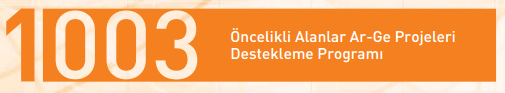 1003
Öncelikli Alanlar Ar-Ge Projeleri
Destekleme Programı